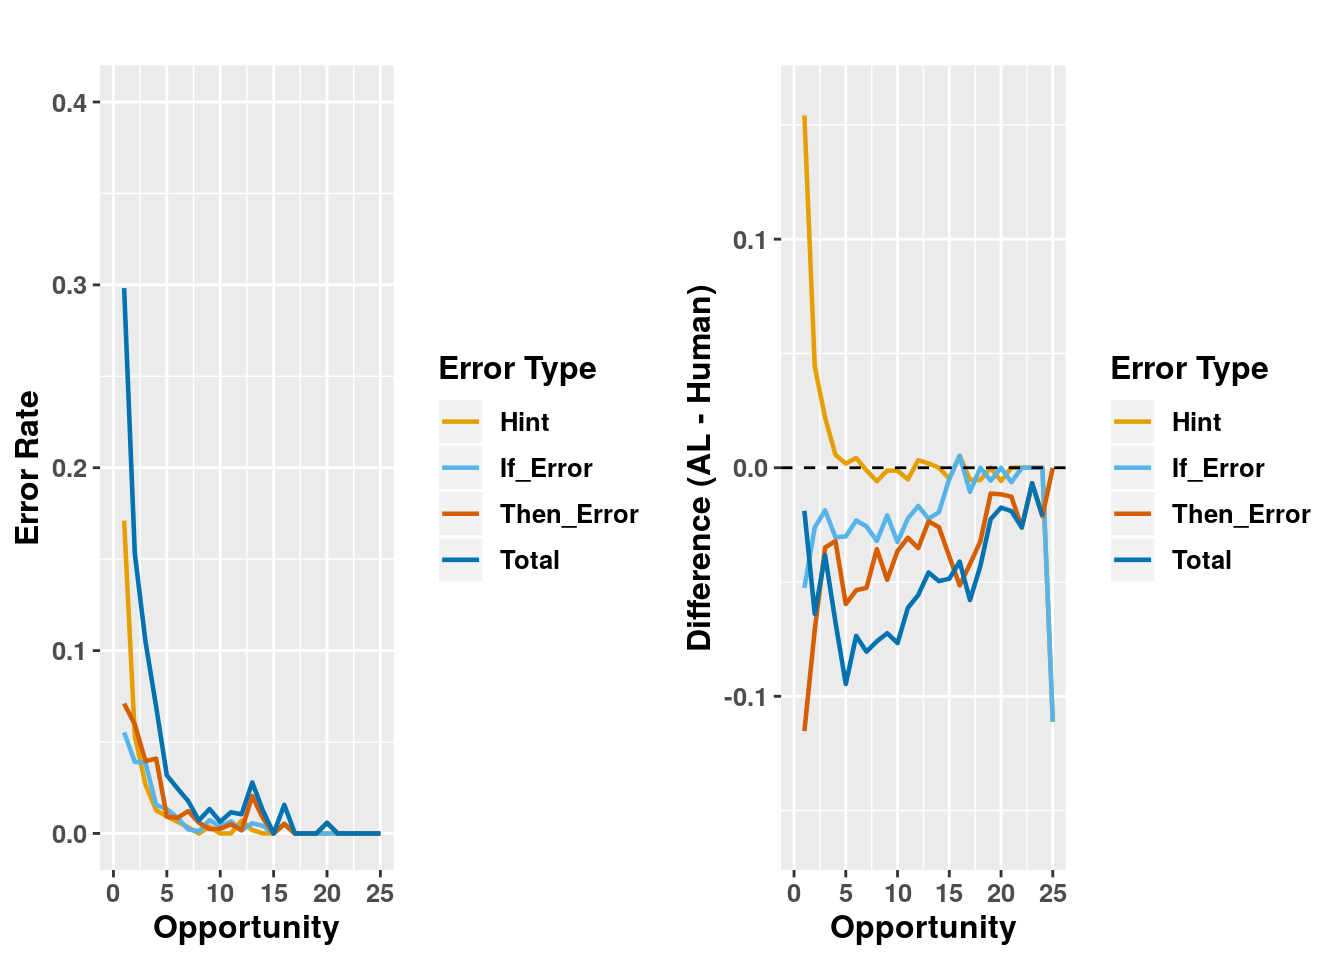 Error Rate
0.4
0.3
0.2
0.1
0.0
0 5 10 15 20 25
Opportunity
Error Type
Hint
If_Error
Then_Error
Total
Difference (AL - Human)
0.1
0.0
-0.1
0 5 10 15 20 25
Opportunity
Error Type
Hint
If_Error
Then_Error
Total